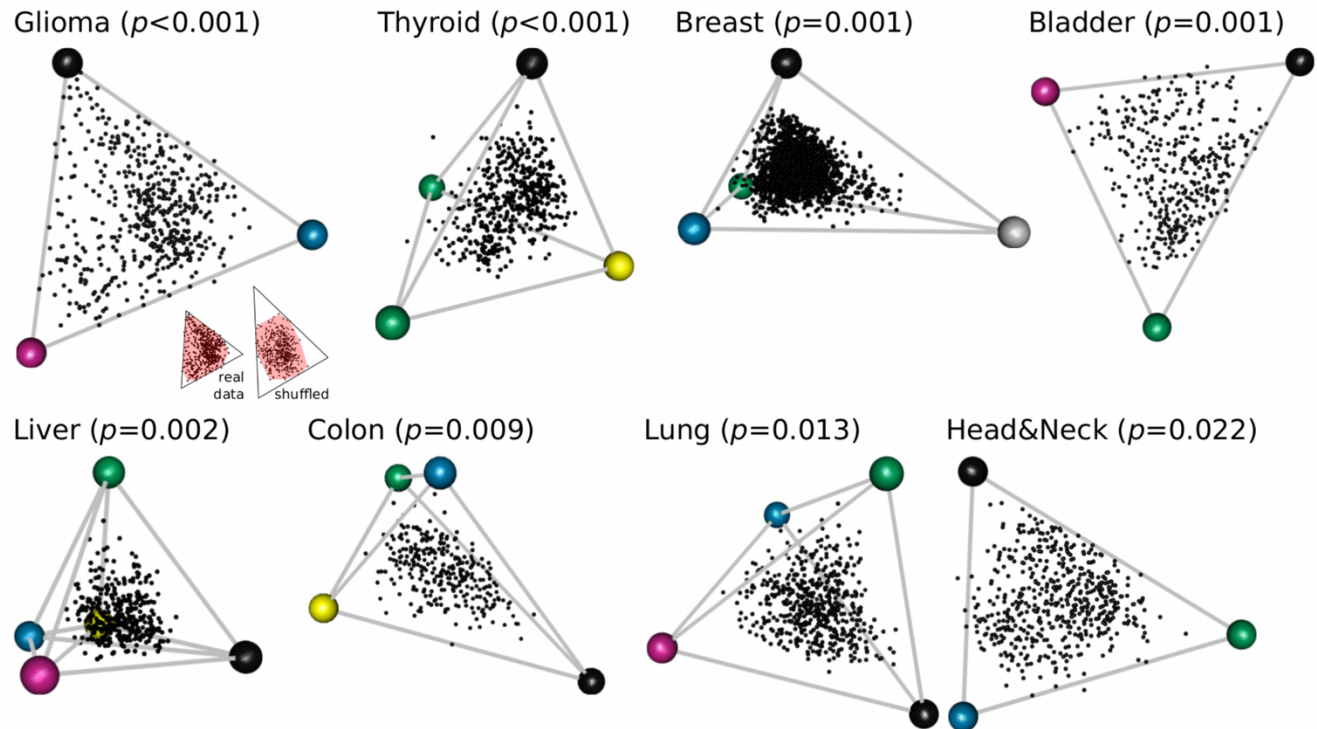 Glioma (p<0.001)
Thyroid (p<0.001)
Breast (p=0.001)
Bladder (p=0.001)
real
data
shuffled
Liver (p=0.002)
Colon (p=0.009)
Lung (p=0.013)
Head&Neck (p=0.022)